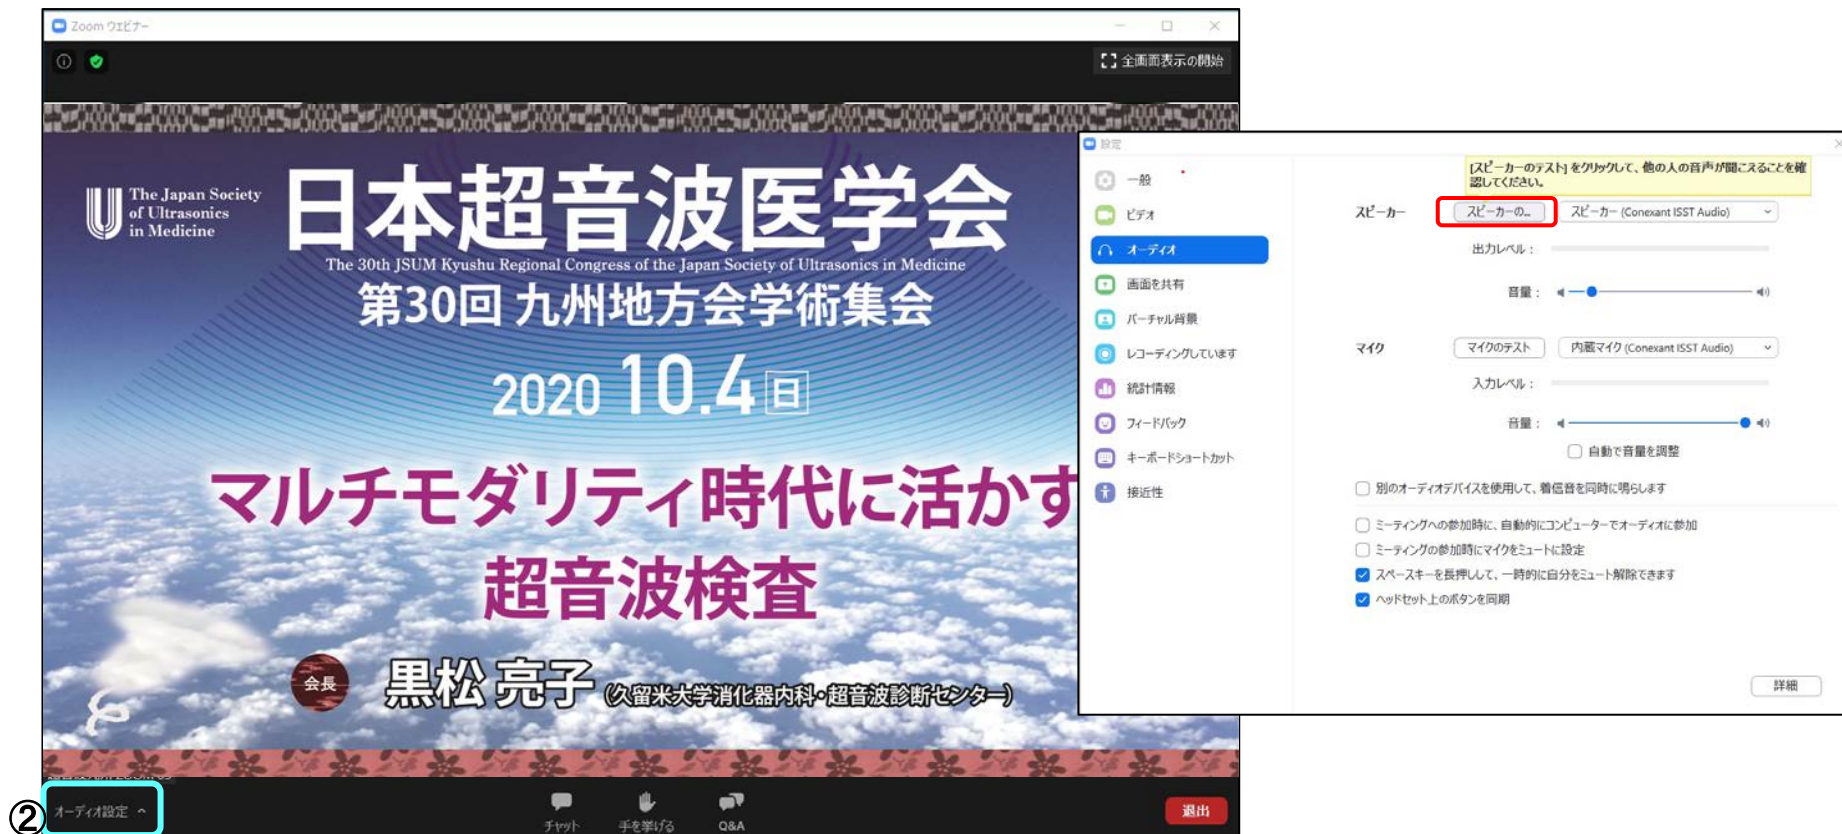 Zoom ウエビナー
全画面表示の開始
The Japan Society
of Ultrasonics
in Medicine
日本超音波医学会
The 30th JSUM Kyushu Regional Congress of the Japan Society of Ultrasonics in Medicine
第30回 九州地方会学術集会
2020 10.4 日
マルチモダリティ時代に活かす
超音波検査
会長 黒松 亮子 (久留米大学消化器内科・超音波診断センター)
② オーディオ設定
チャット 手を挙げる Q&A
退出
設定
一般
ビデオ
オーディオ
画面を共有
バーチャル背景
レコーディングしています
統計情報
フィードバック
キーボードショートカット
接近性
[スピーカーのテスト] をクリックして、他の人の音声が聞こえることを確
認してください。
スピーカー スピーカーの... スピーカー (Conexant ISST Audio)
出力レベル：
音量：
マイク マイクのテスト 内蔵マイク (Conexant ISST Audio)
入力レベル：
音量：
自動で音量を調整
別のオーディオデバイスを使用して、着信音を同時に鳴らします
ミーティングへの参加時に、自動的にコンピューターでオーディオに参加
ミーティングの参加時にマイクをミュートに設定
スペースキーを長押しして、一時的に自分をミュート解除できます
ヘッドセット上のボタンを同期
詳細